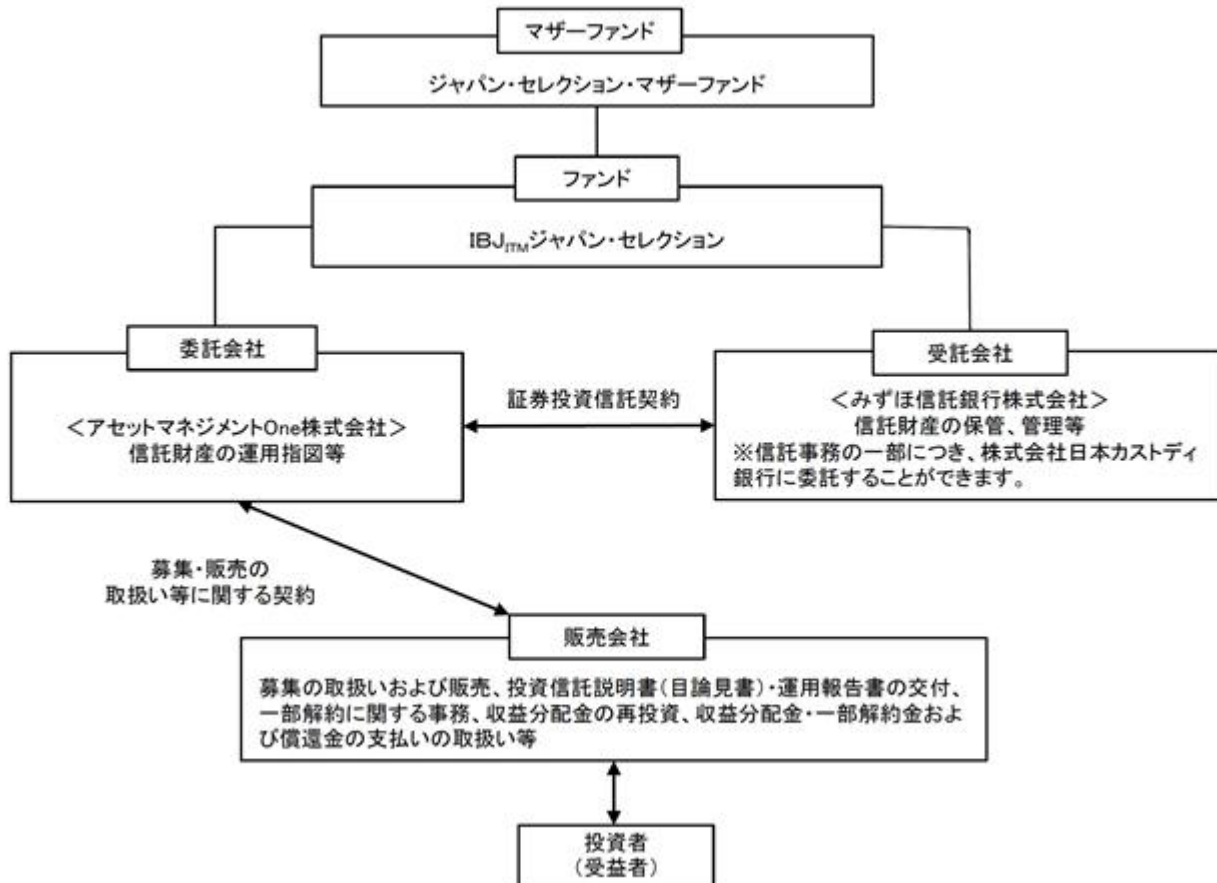 マザーファンド
ジャパン・セレクション・マザーファンド
ファンド
IBJITMジャパン・セレクション
委託会社
<アセットマネジメントOne株式会社>
信託財産の運用指図等
証券投資信託契約
受託会社
<みずほ信託銀行株式会社>
信託財産の保管、管理等
※信託事務の一部につき、株式会社日本カストディ
銀行に委託することができます。
募集・販売の
取扱い等に関する契約
販売会社
募集の取扱いおよび販売、投資信託説明書(目論見書)・運用報告書の交付、
一部解約に関する事務、収益分配金の再投資、収益分配金・一部解約金およ
び償還金の支払いの取扱い等
投資者
(受益者)